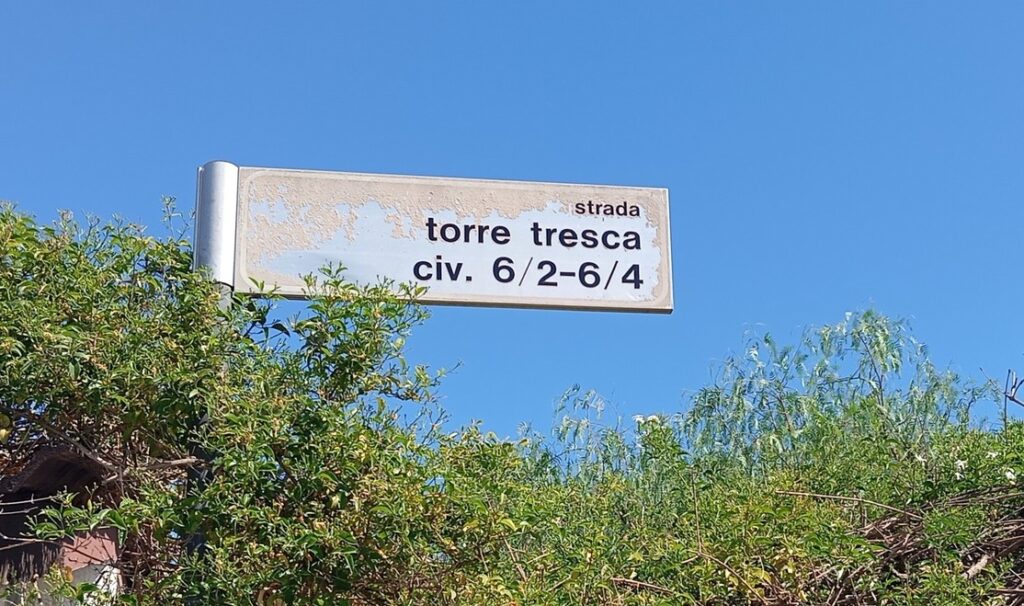 strada
torre tresca
civ. 6/2-6/4